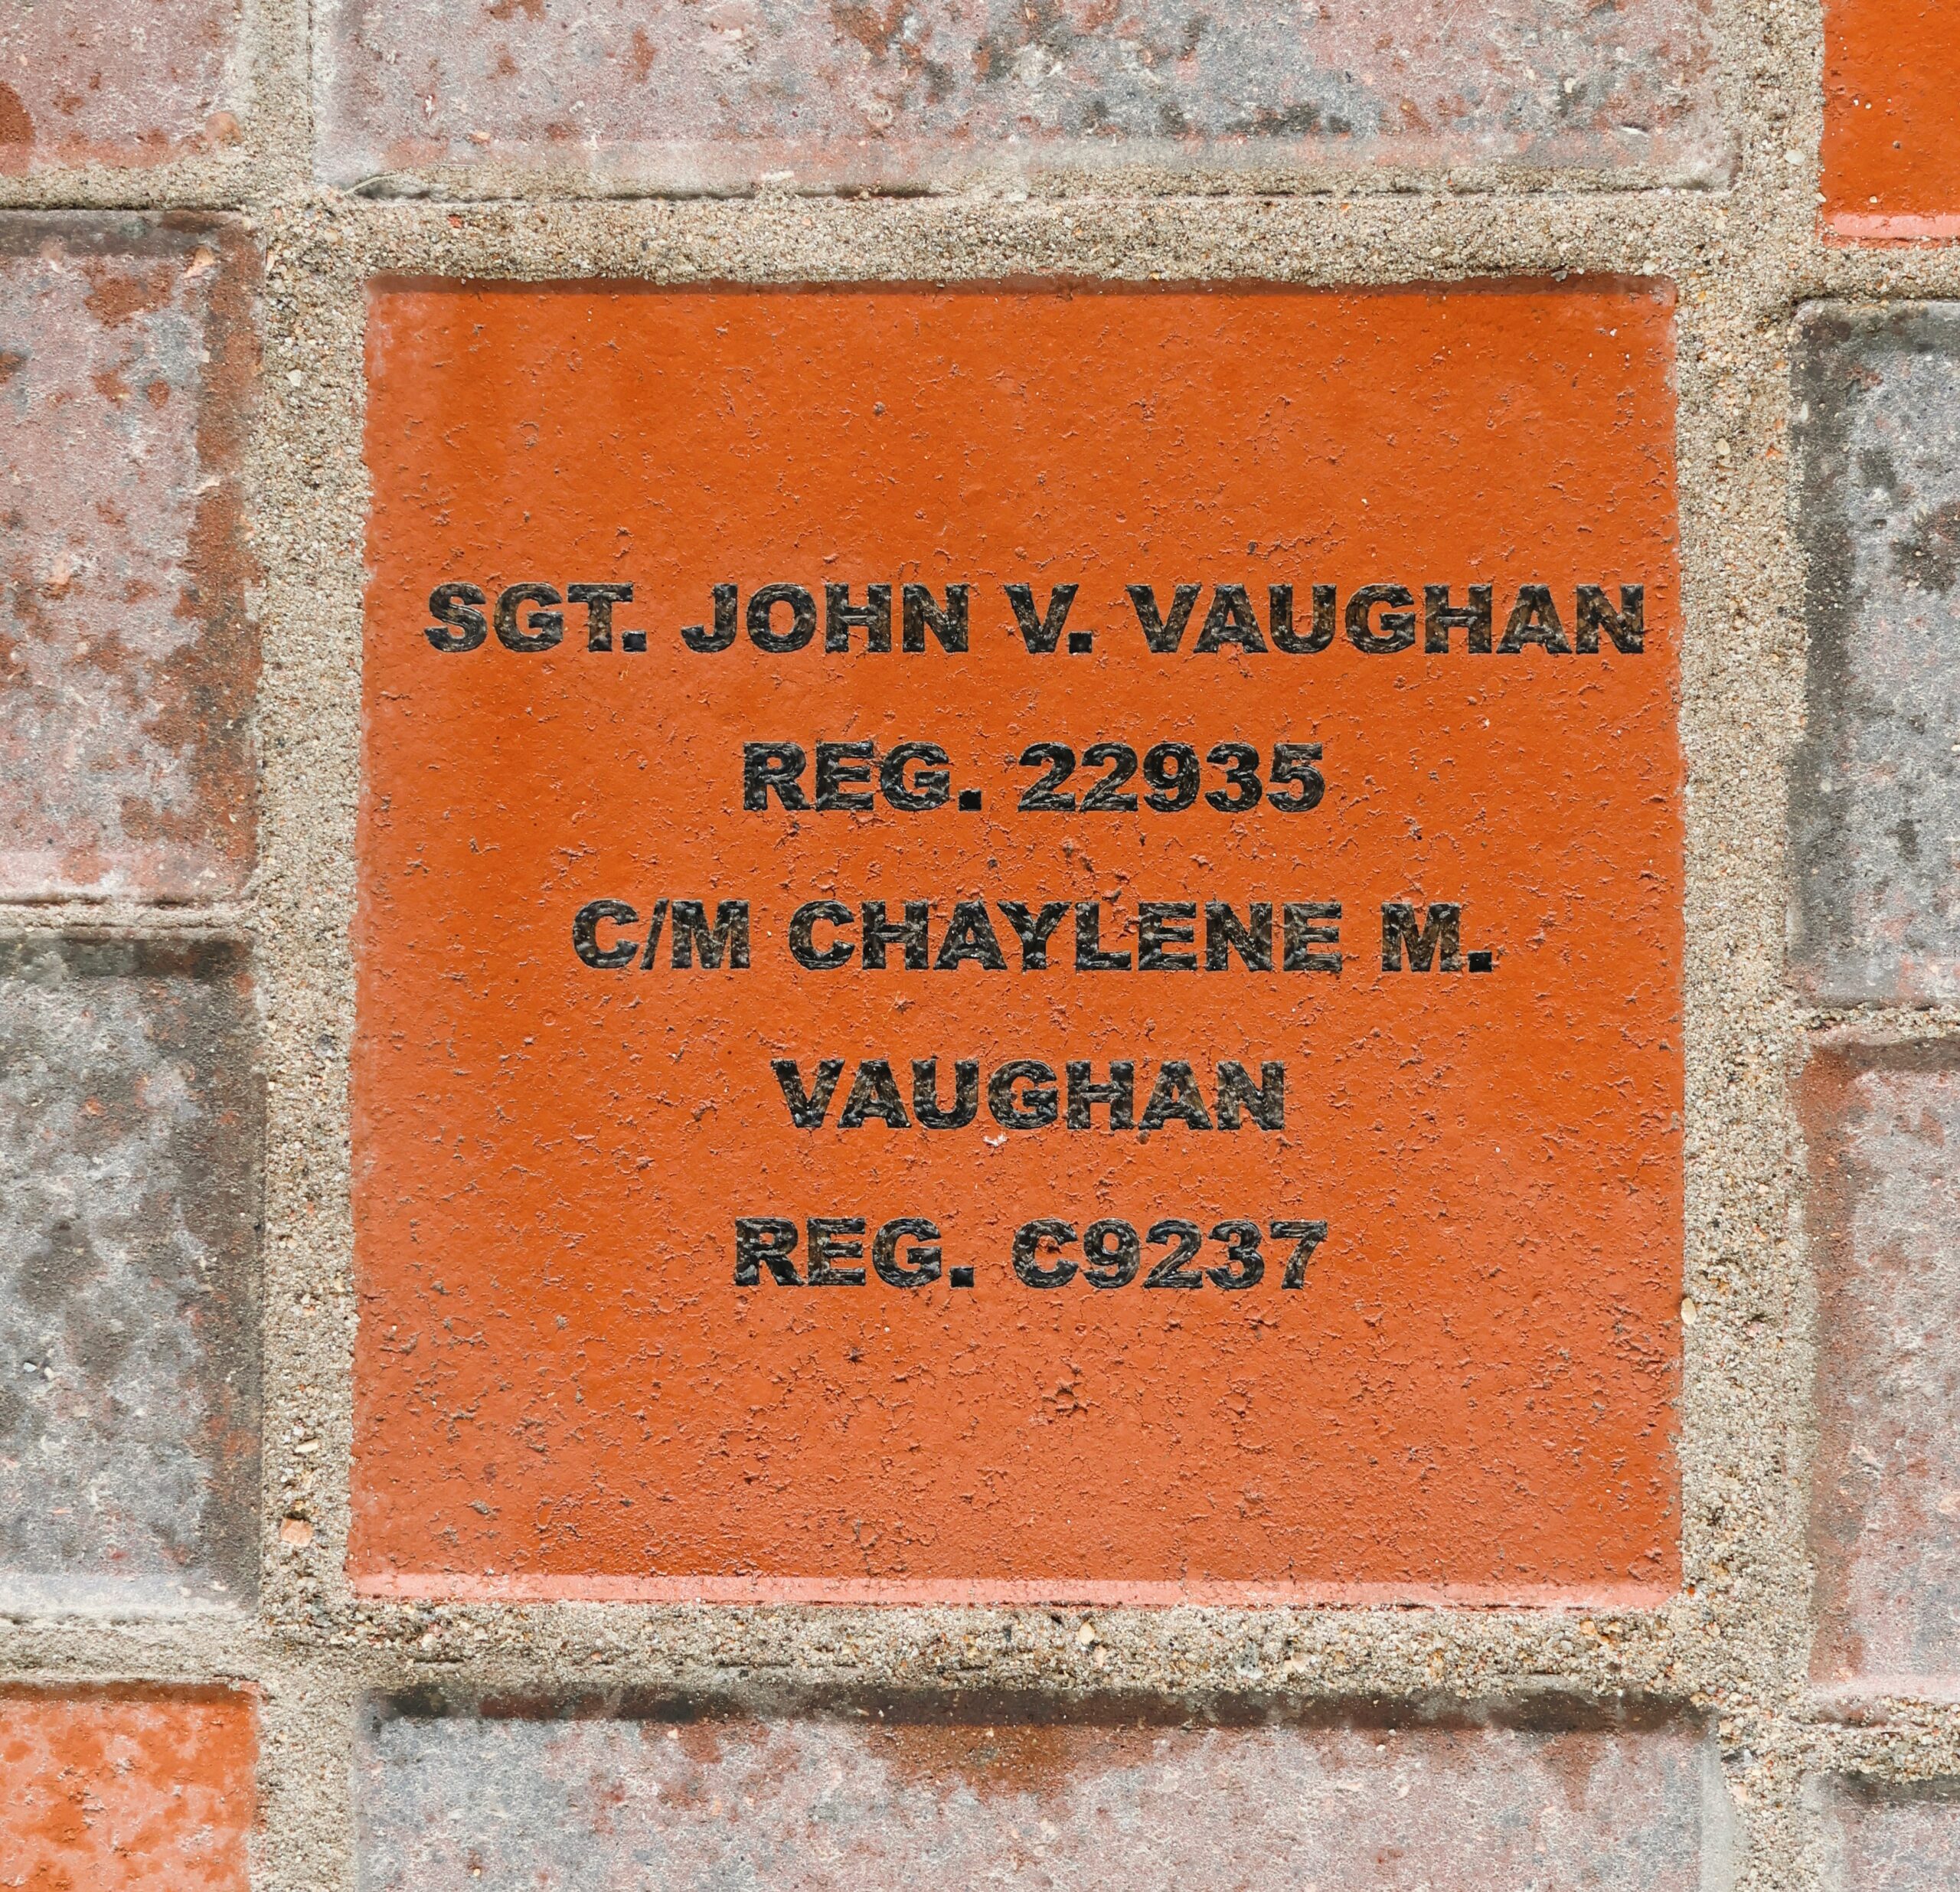 SGT. JOHN V. VAUGHAN
REG. 22935
C/M CHAYLENE M.
VAUGHAN
REG. C9237